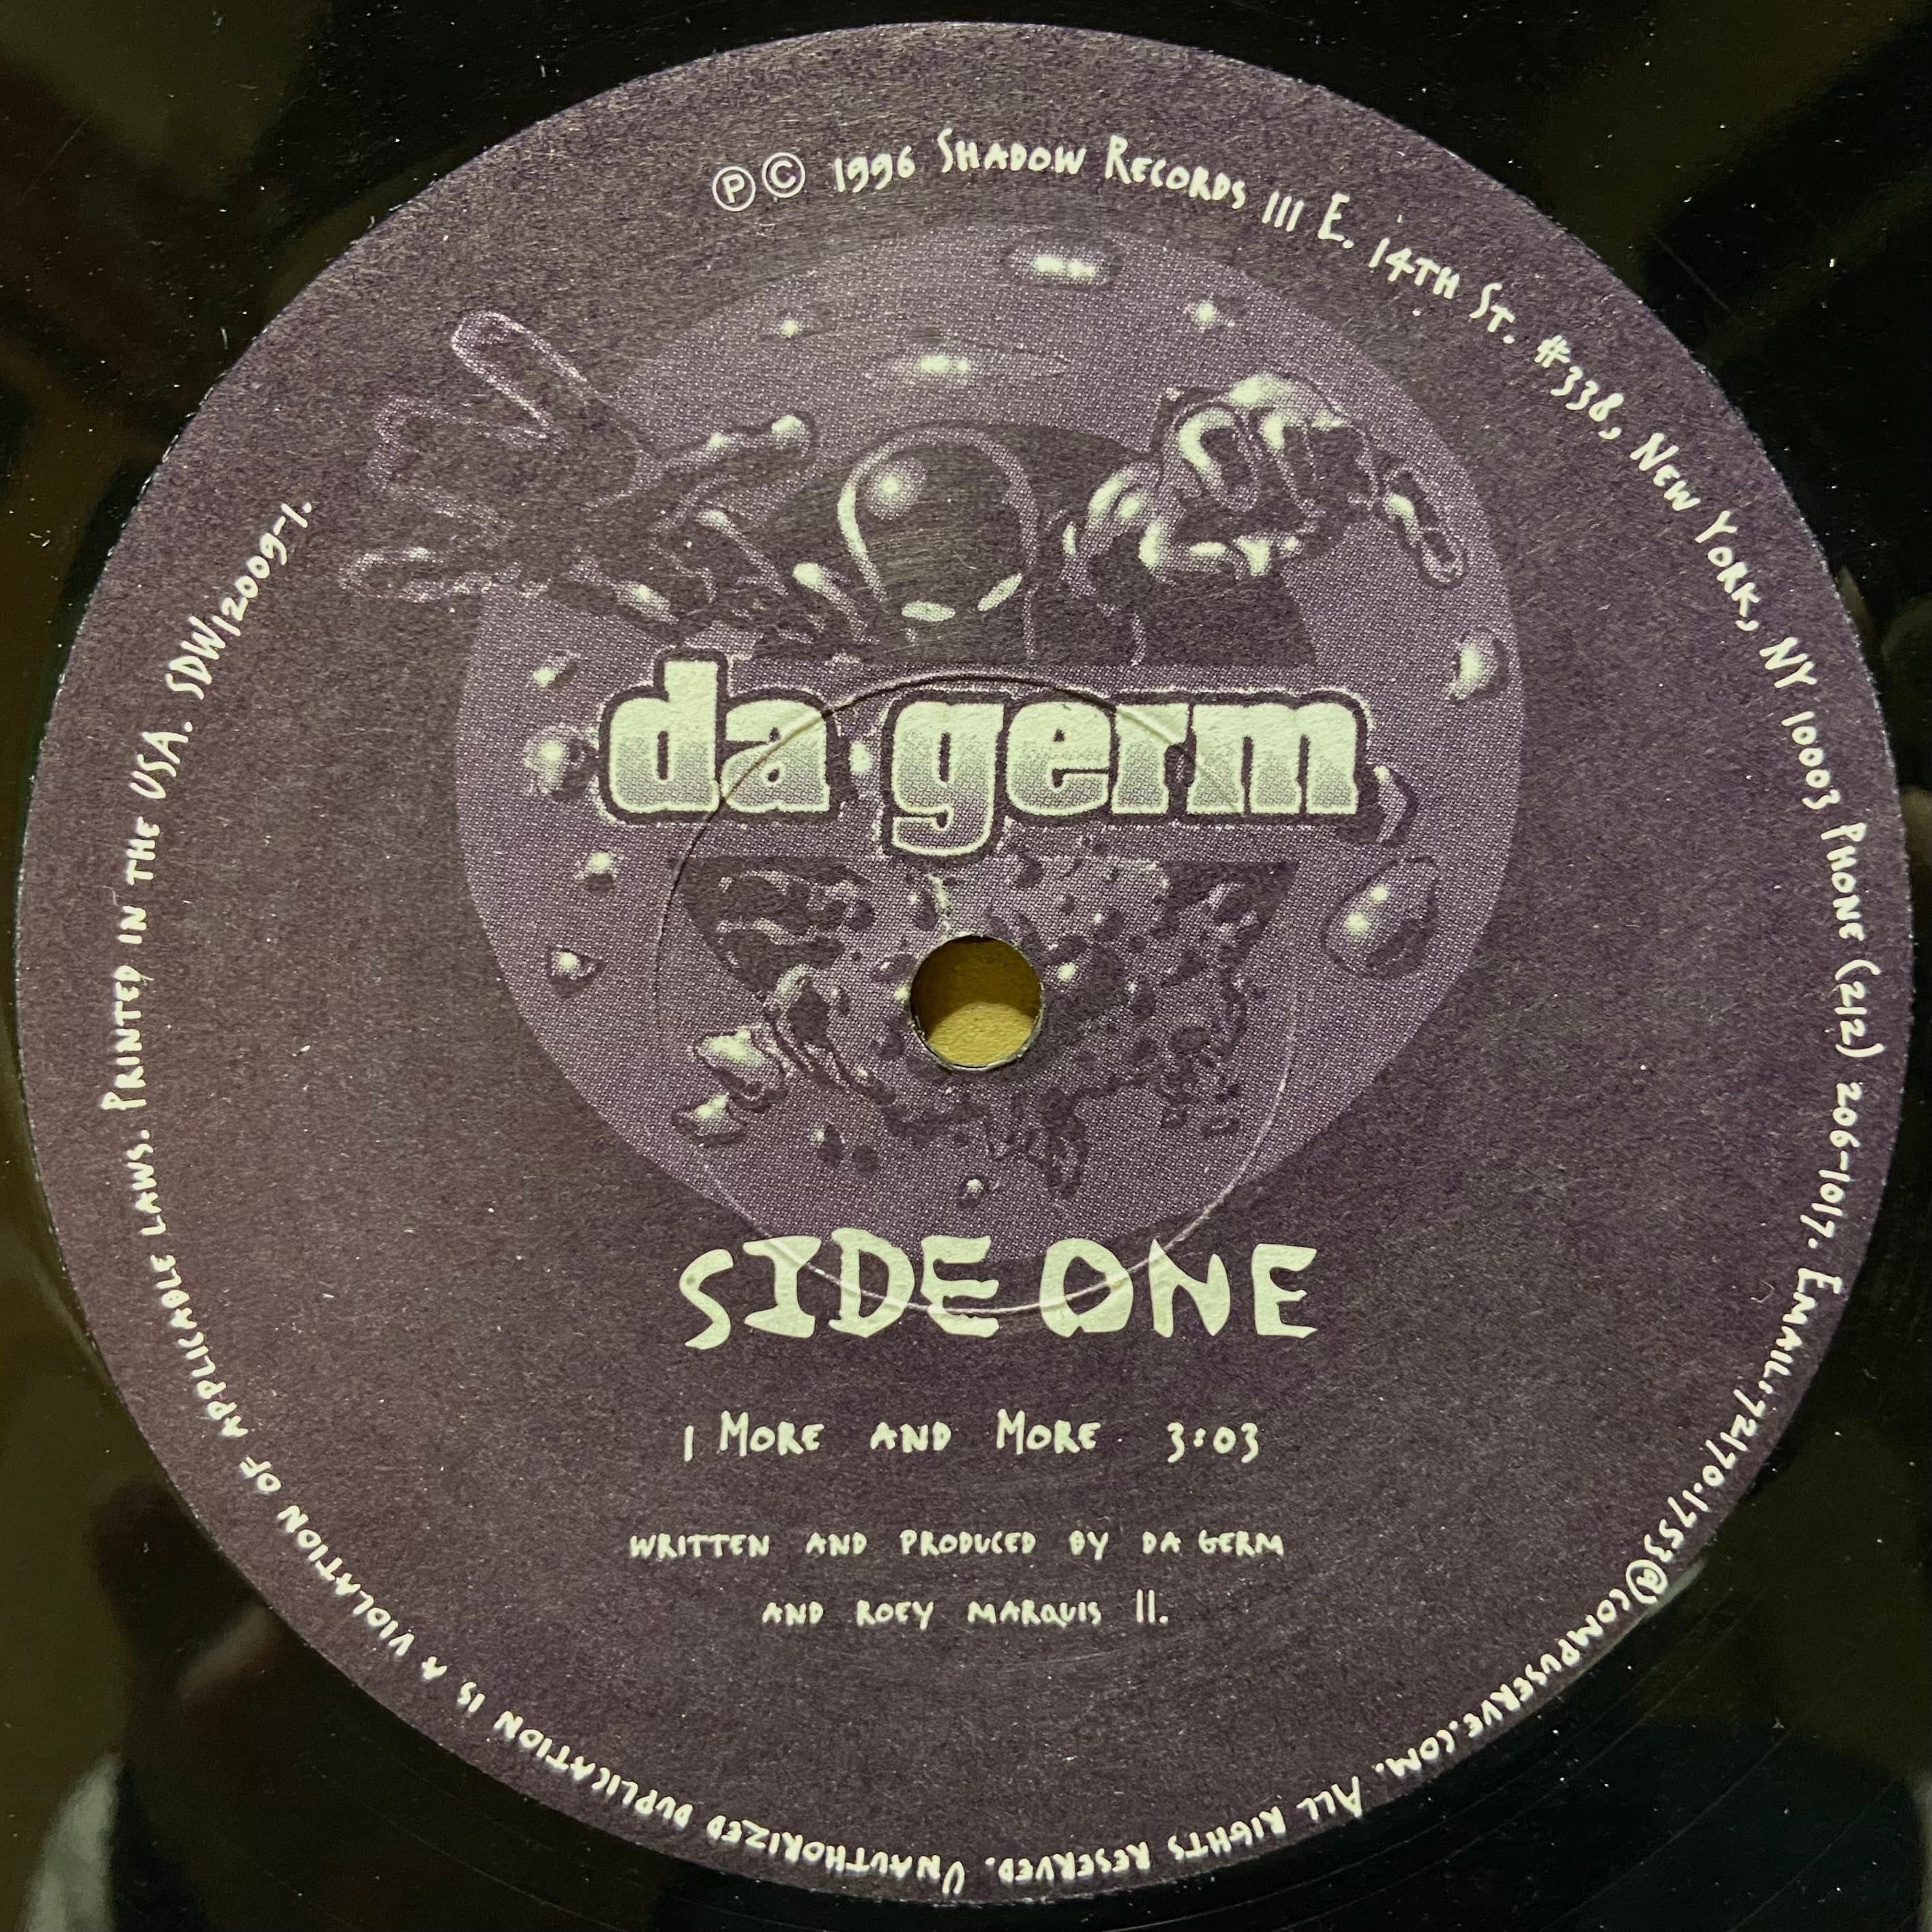 ℗© 1996 Shadow Records 111 E. 14th St. #338, New York, NY 10003 Phone (212) 206-1017. Email:72170.1753@compuserve.com. All rights reserved. Unauthorized duplication is a violation of applicable laws. Printed in the USA. SDW12009-1.
da germ
SIDE ONE
1 More and More 3:03
written and produced by da germ
and roey marquis II.